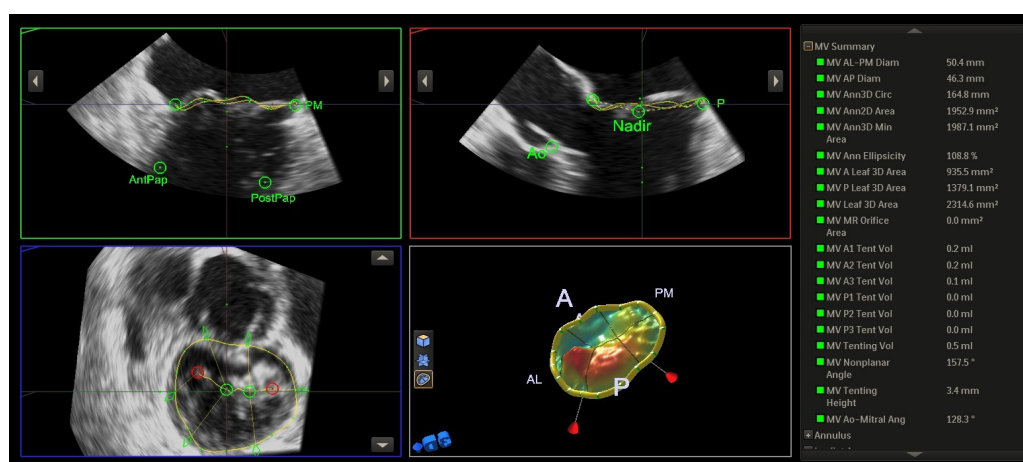 PM
AntPap
PostPap
P
Nadir
Ao
A
A
PM
AL
P
MV Summary
MV AL-PM Diam 50.4 mm
MV AP Diam 46.3 mm
MV Ann3D Circ 164.8 mm
MV Ann2D Area 1952.9 mm²
MV Ann3D Min Area 1987.1 mm²
MV Ann Ellipsicity 108.8 %
MV A Leaf 3D Area 935.5 mm²
MV P Leaf 3D Area 1379.1 mm²
MV Leaf 3D Area 2314.6 mm²
MV MR Orifice Area 0.0 mm²
MV A1 Tent Vol 0.2 ml
MV A2 Tent Vol 0.2 ml
MV A3 Tent Vol 0.1 ml
MV P1 Tent Vol 0.0 ml
MV P2 Tent Vol 0.0 ml
MV P3 Tent Vol 0.0 ml
MV Tenting Vol 0.5 ml
MV Nonplanar Angle 157.5 °
MV Tenting Height 3.4 mm
MV Ao-Mitral Ang 128.3 °
Annulus